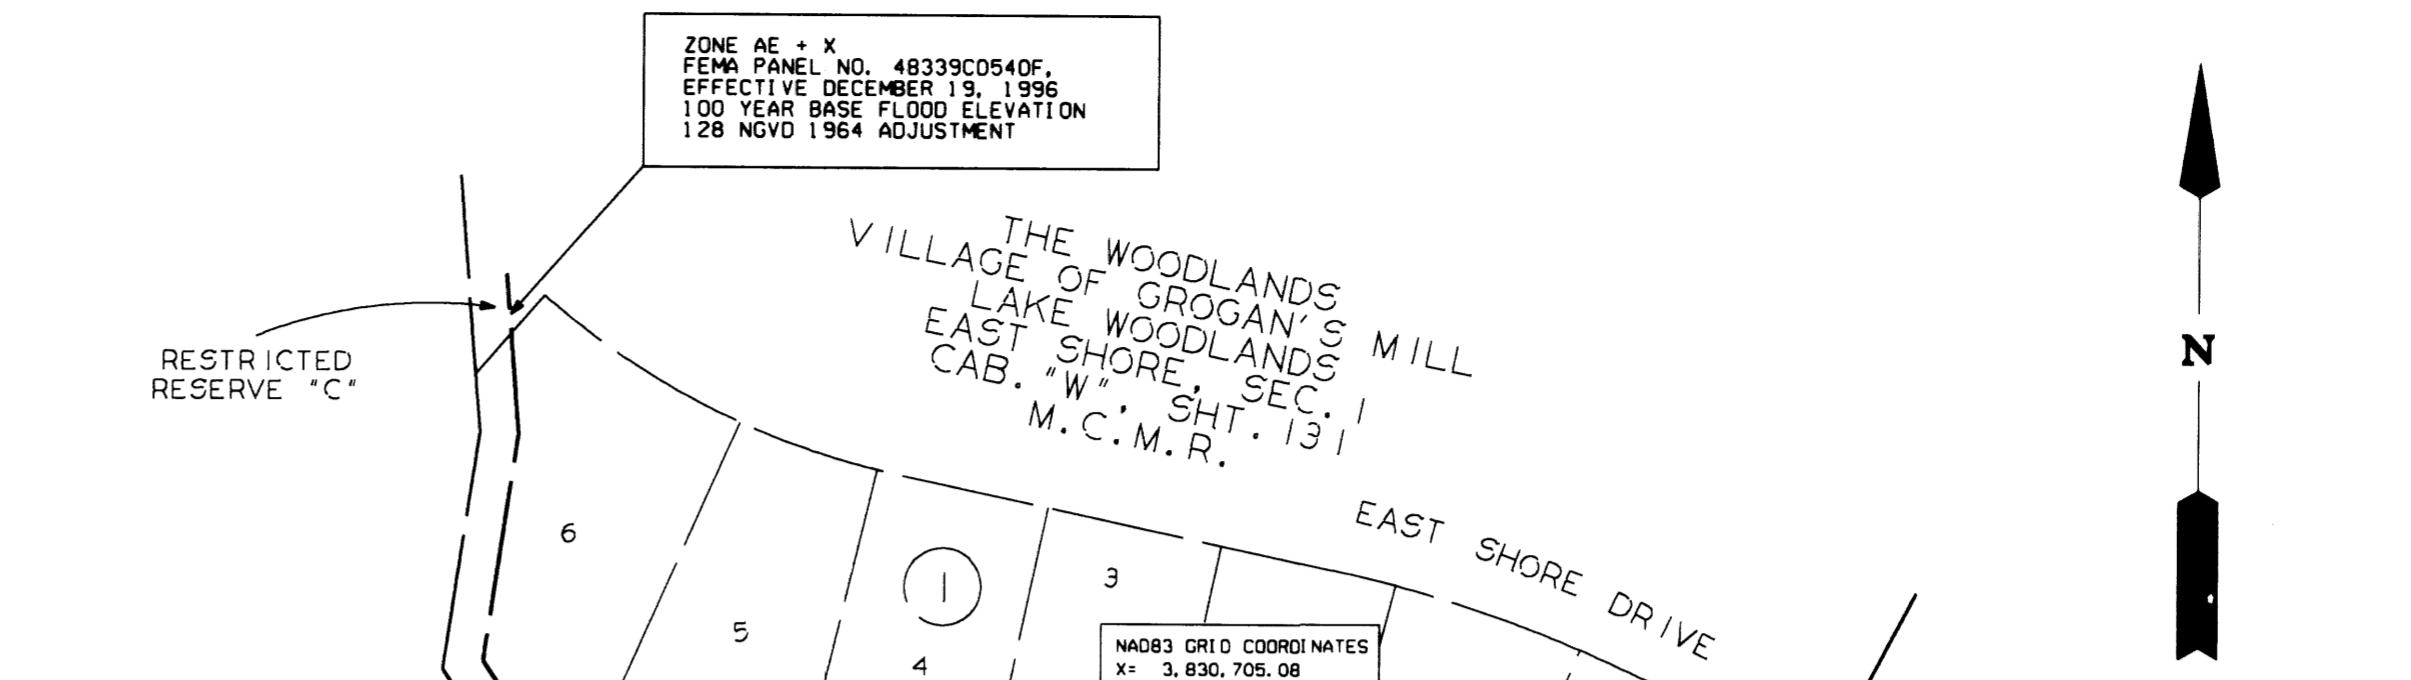 ZONE AE + X
FEMA PANEL NO. 48339C0540F,
EFFECTIVE DECEMBER 19, 1996
100 YEAR BASE FLOOD ELEVATION
128 NGVD 1964 ADJUSTMENT
THE WOODLANDS
VILLAGE OF GROGAN'S MILL
LAKE WOODLANDS
EAST SHORE, SEC. 1
CAB. "W", SHT. 131
M.C.M.R.
RESTRICTED
RESERVE "C"
N
EAST SHORE DRIVE
6
5
1
4
3
NAD83 GRID COORDINATES
X= 3,830,705.08